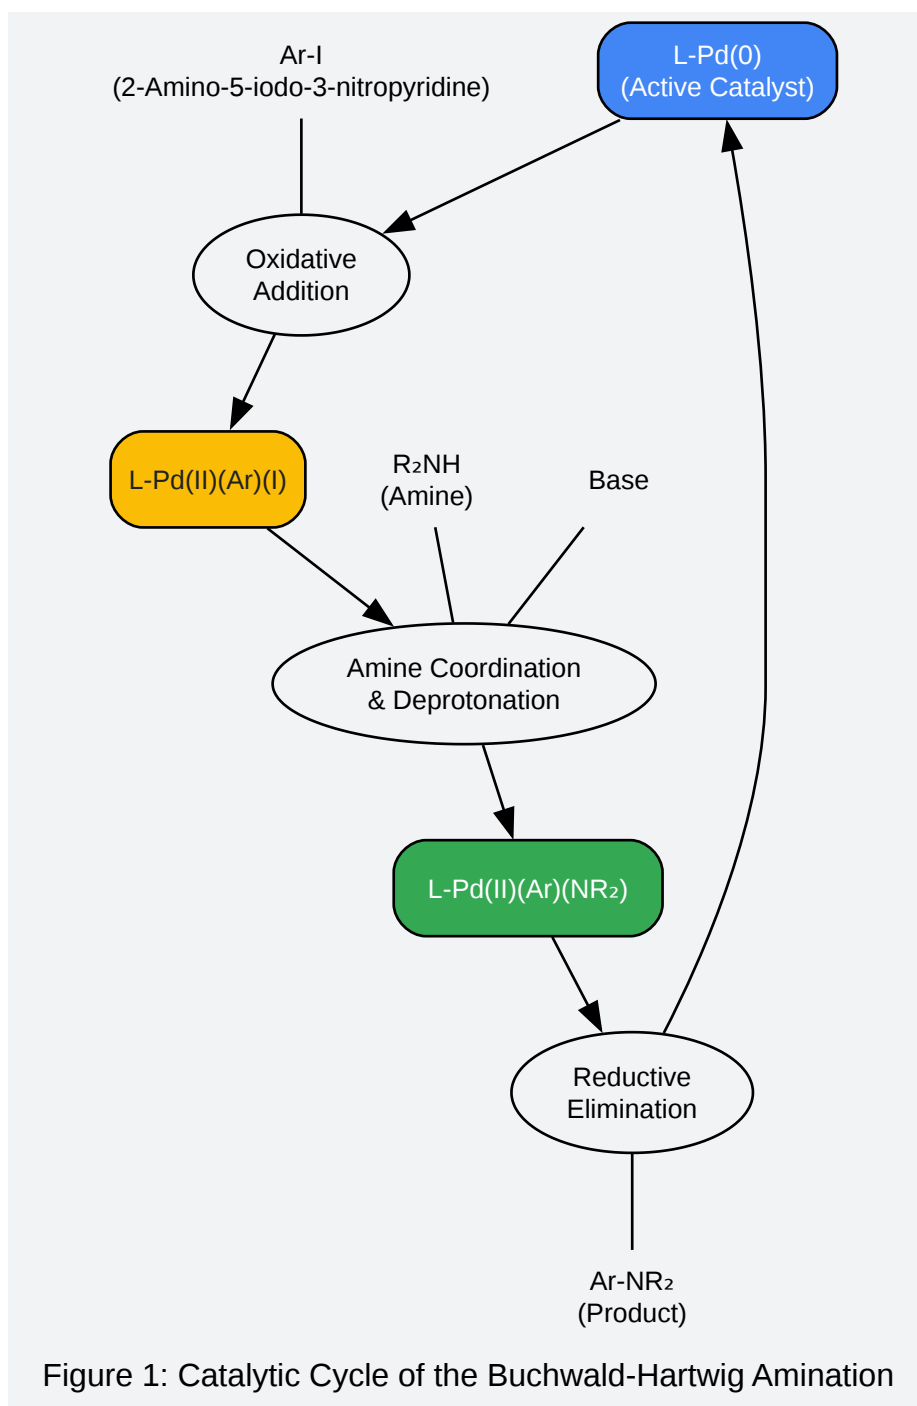 Ar-I
(2-Amino-5-iodo-3-nitropyridine)
L-Pd(0)
(Active Catalyst)
Oxidative
Addition
L-Pd(II)(Ar)(I)
R₂NH
(Amine)
Base
Amine Coordination
& Deprotonation
L-Pd(II)(Ar)(NR₂)
Reductive
Elimination
Ar-NR₂
(Product)
Figure 1: Catalytic Cycle of the Buchwald-Hartwig Amination